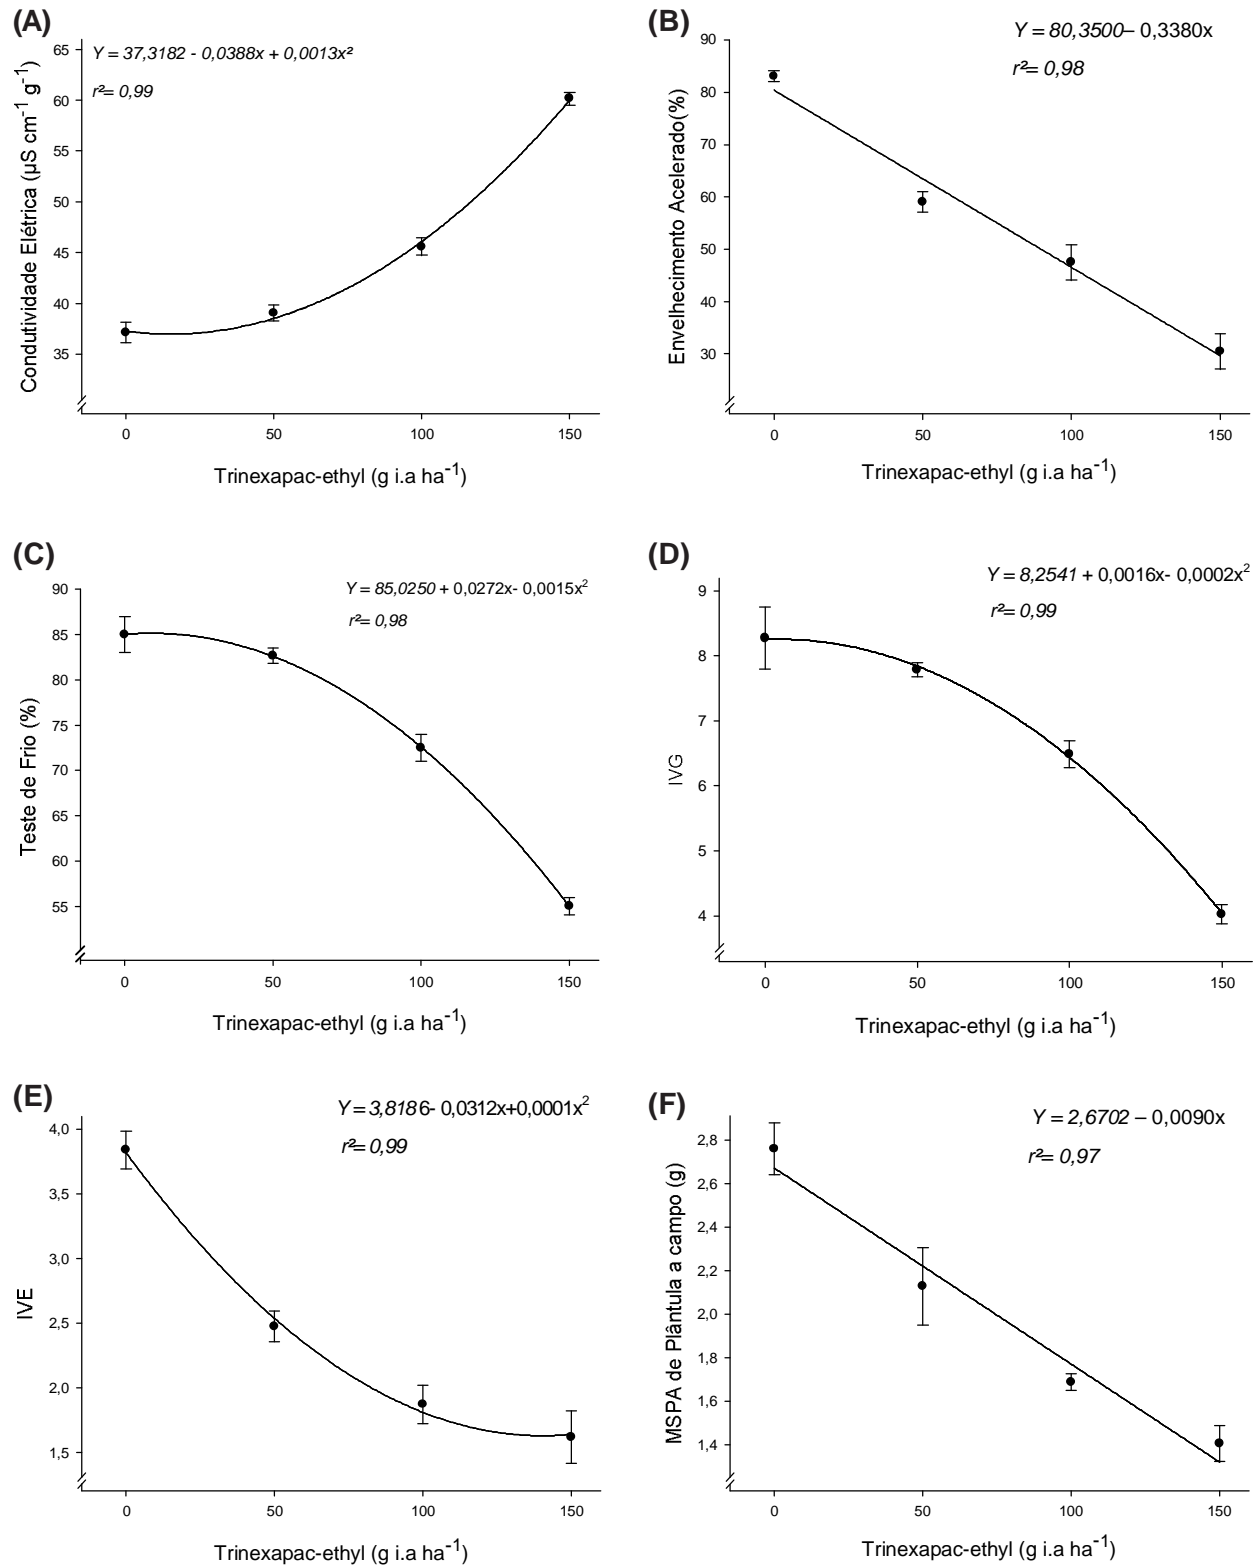 (A)
Y = 37,3182 - 0,0388x + 0,0013x²
r²= 0,99
Condutividade Elétrica (µS cm⁻¹ g⁻¹)
65
60
55
50
45
40
35
0 50 100 150
Trinexapac-ethyl (g i.a ha⁻¹)
(B)
Y = 80,3500– 0,3380x
r²= 0,98
Envelhecimento Acelerado(%)
90
80
70
60
50
40
30
0 50 100 150
Trinexapac-ethyl (g i.a ha⁻¹)
(C)
Y = 85,0250 + 0,0272x- 0,0015x²
r²= 0,98
Teste de Frio (%)
90
85
80
75
70
65
60
55
0 50 100 150
Trinexapac-ethyl (g i.a ha⁻¹)
(D)
Y = 8,2541 + 0,0016x- 0,0002x²
r²= 0,99
IVG
9
8
7
6
5
4
0 50 100 150
Trinexapac-ethyl (g i.a ha⁻¹)
(E)
Y = 3,8186- 0,0312x+0,0001x²
r²= 0,99
IVE
4,0
3,5
3,0
2,5
2,0
1,5
0 50 100 150
Trinexapac-ethyl (g i.a ha⁻¹)
(F)
Y = 2,6702 – 0,0090x
r²= 0,97
MSPA de Plântula a campo (g)
2,8
2,6
2,4
2,2
2,0
1,8
1,6
1,4
0 50 100 150
Trinexapac-ethyl (g i.a ha⁻¹)